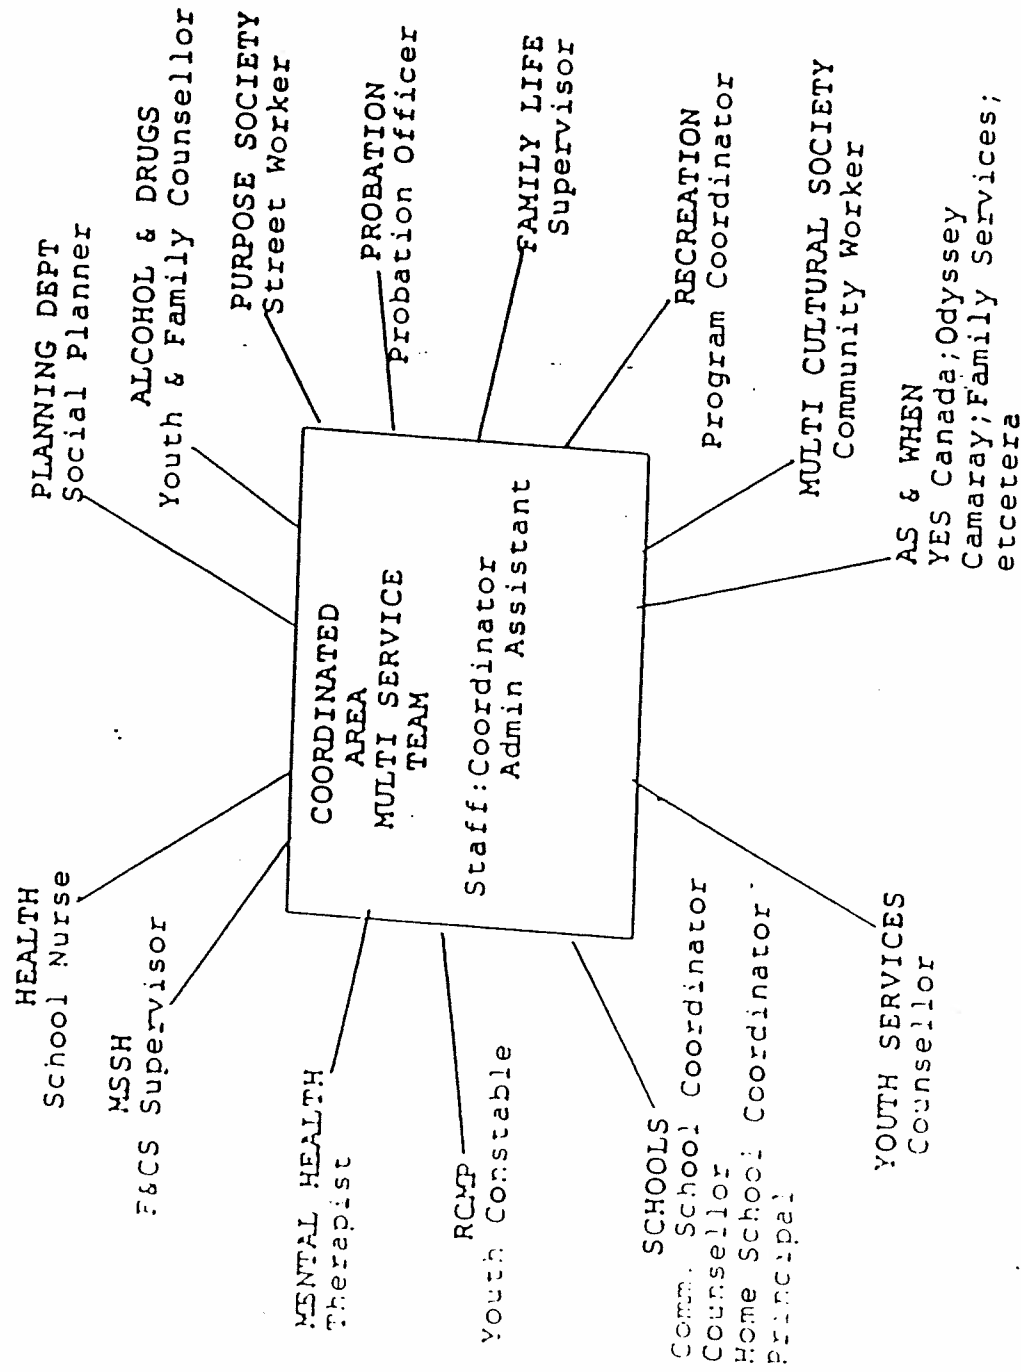 HEALTH
School Nurse
MSSH
F&CS Supervisor
MENTAL HEALTH
Therapist
RCMP
Youth Constable
SCHOOLS
Comm. School Coordinator
Counsellor
Home School Coordinator
principal
YOUTH SERVICES
Counsellor
COORDINATED
AREA
MULTI SERVICE
TEAM
Staff:Coordinator
Admin Assistant
PLANNING DEPT
Social Planner
ALCOHOL & DRUGS
Youth & Family Counsellor
PURPOSE SOCIETY
Street Worker
PROBATION
Probation Officer
FAMILY LIFE
Supervisor
RECREATION
Program Coordinator
MULTI CULTURAL SOCIETY
Community Worker
AS & WHEN
YES Canada;Odyssey
Camaray;Family Services;
etcetera